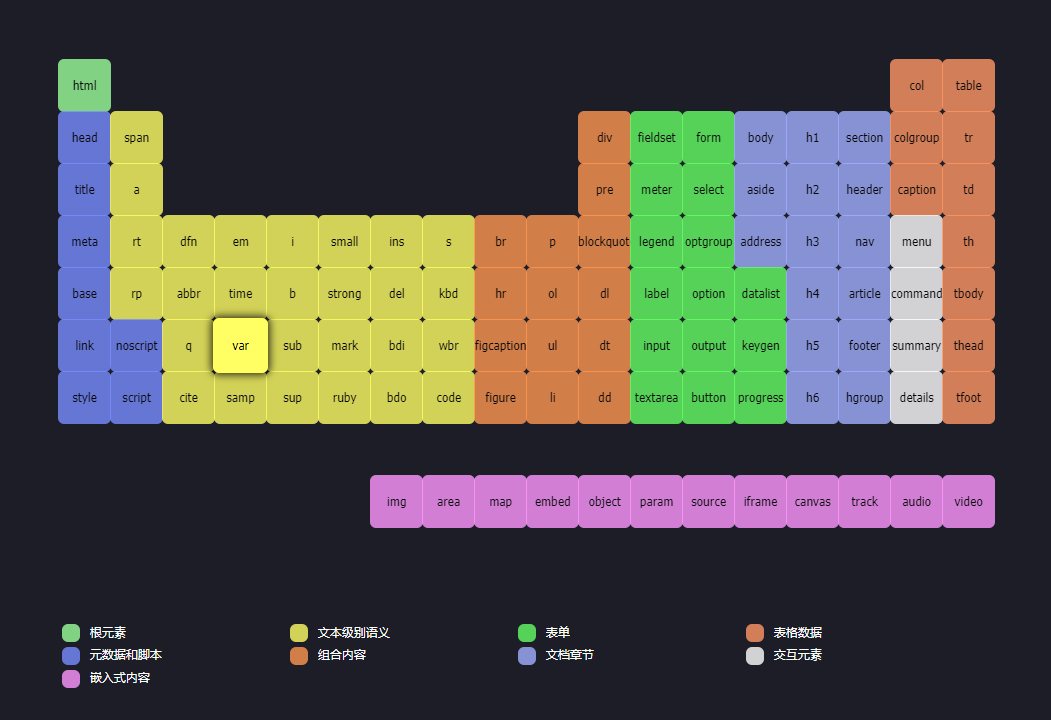 html col table
head span div fieldset form body h1 section colgroup tr
title a pre meter select aside h2 header caption td
meta rt dfn em i small ins s br p blockquot legend optgroup address h3 nav menu th
base rp abbr time b strong del kbd hr ol dl label option datalist h4 article command tbody
link noscript q var sub mark bdi wbr figcaption ul dt input output keygen h5 footer summary thead
style script cite samp sup ruby bdo code figure li dd textarea button progress h6 hgroup details tfoot
img area map embed object param source iframe canvas track audio video
根元素 文本级别语义 表单 表格数据
元数据和脚本 组合内容 文档章节 交互元素
嵌入式内容